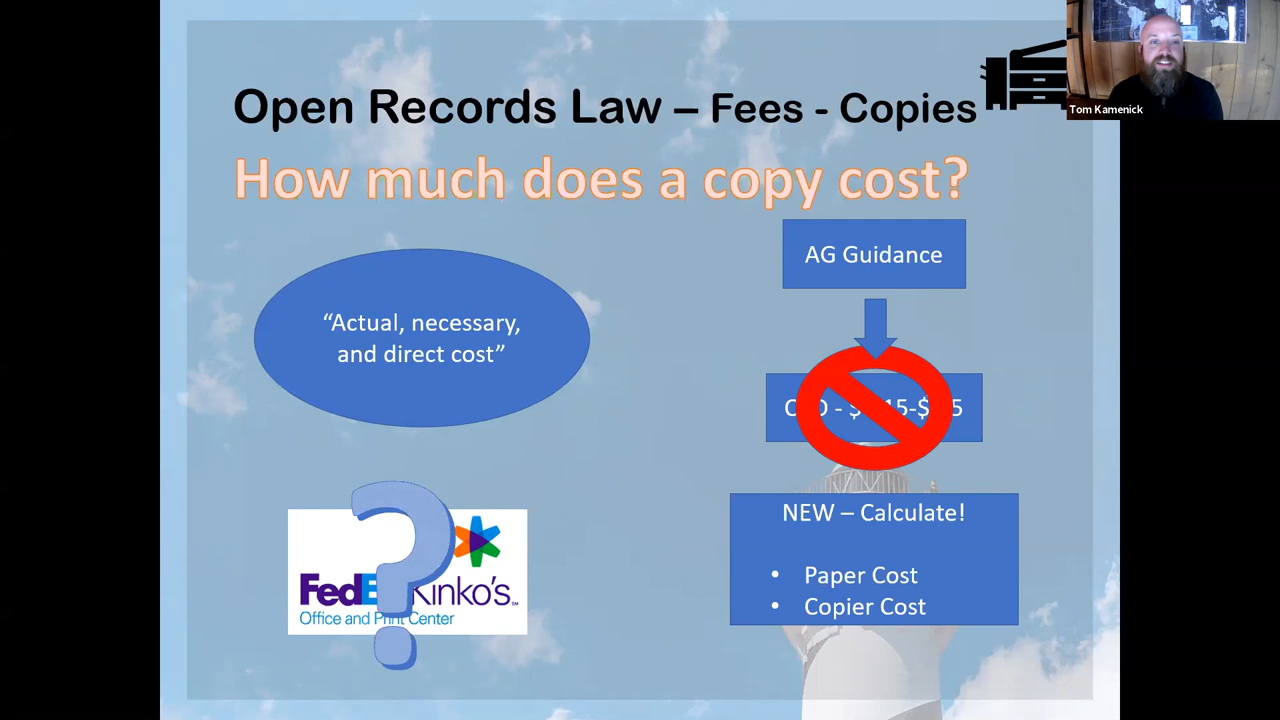 Open Records Law – Fees - Copies
Tom Kamenick
How much does a copy cost?
AG Guidance
“Actual, necessary,
and direct cost”
NEW – Calculate!
• Paper Cost
• Copier Cost
Kinko's
Office and Print Center